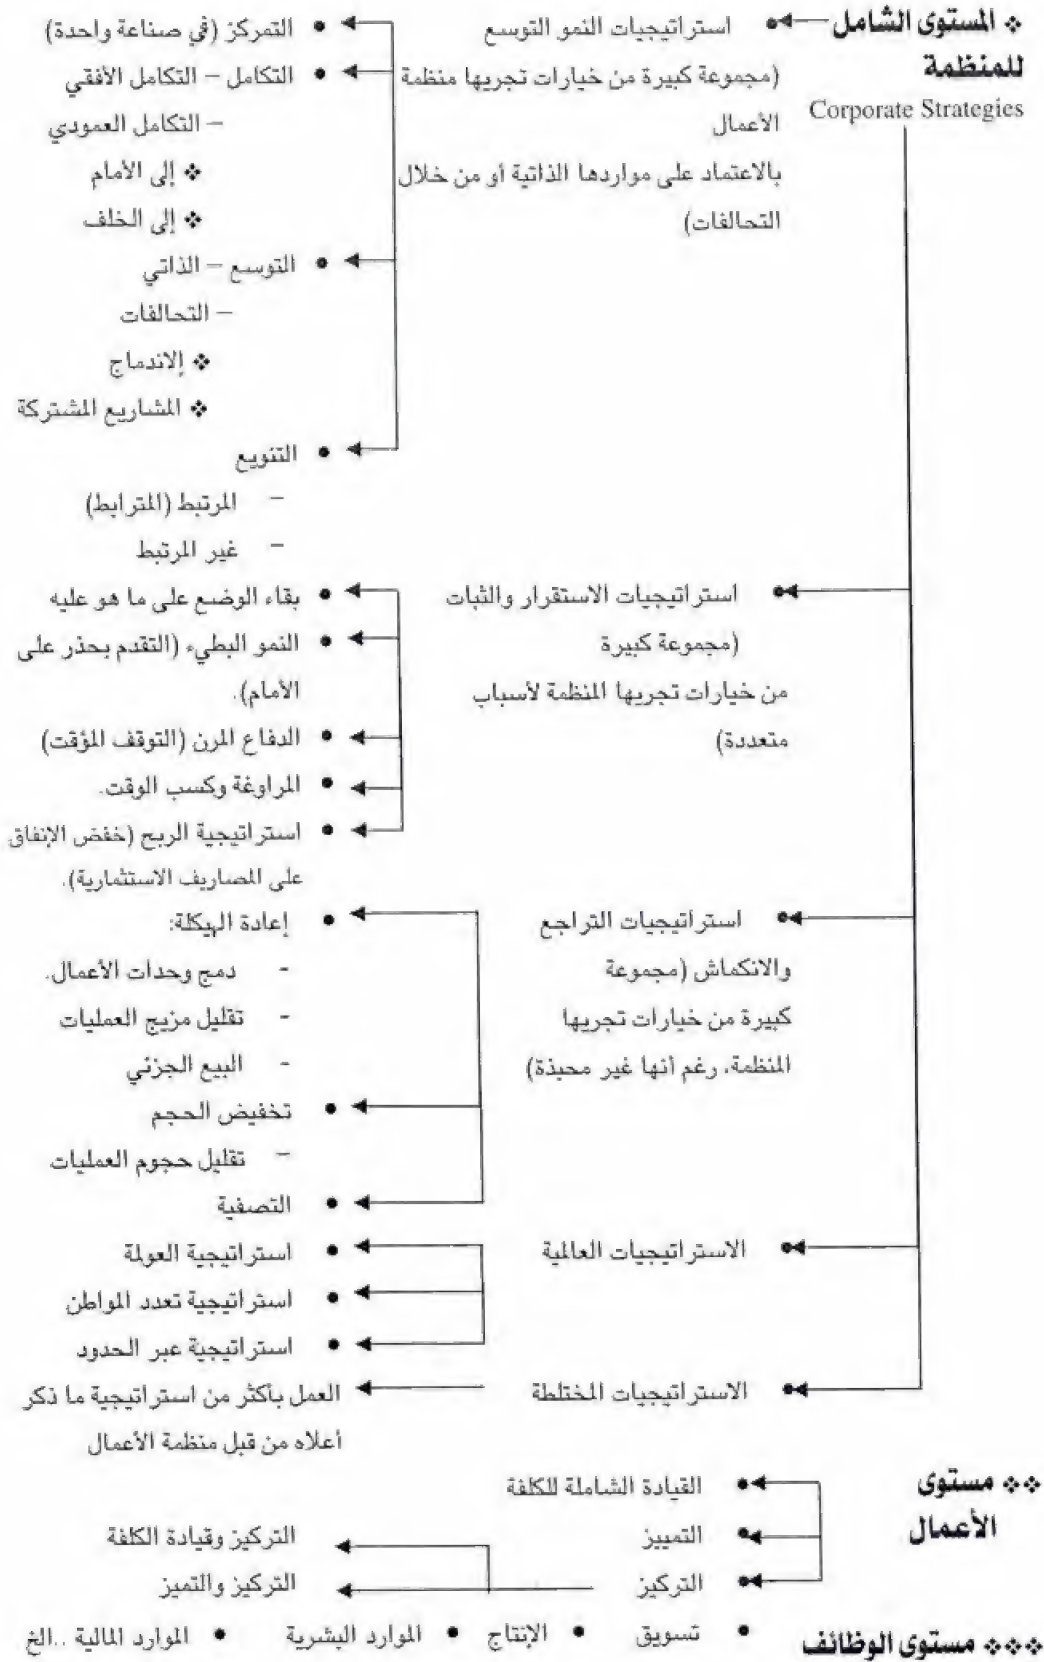 ❖ المستوى الشامل للمنظمة
Corporate Strategies
• استراتيجيات النمو التوسع
(مجموعة كبيرة من خيارات تجريها منظمة
الأعمال
بالاعتماد على مواردها الذاتية أو من خلال
التحالفات)
• التمركز (في صناعة واحدة)
• التكامل – التكامل الأفقي
– التكامل العمودي
❖ إلى الأمام
❖ إلى الخلف
• التوسع – الذاتي
– التحالفات
❖ الاندماج
❖ المشاريع المشتركة
• التنويع
– المرتبط (المترابط)
– غير المرتبط
• استراتيجيات الاستقرار والثبات
(مجموعة كبيرة
من خيارات تجريها المنظمة لأسباب
متعددة)
• بقاء الوضع على ما هو عليه
• النمو البطيء (التقدم بحذر على
الأمام).
• الدفاع المرن (التوقف المؤقت)
• المراوغة وكسب الوقت.
• استراتيجية الربح (خفض الإنفاق
على المصاريف الاستثمارية).
• استراتيجيات التراجع
والانكماش (مجموعة
كبيرة من خيارات تجريها
المنظمة، رغم أنها غير محبذة)
• إعادة الهيكلة:
- دمج وحدات الأعمال.
- تقليل مزيج العمليات
- البيع الجزئي
• تخفيض الحجم
– تقليل حجوم العمليات
• التصفية
• الاستراتيجيات العالمية
• استراتيجية العولمة
• استراتيجية تعدد المواطن
• استراتيجية عبر الحدود
• الاستراتيجيات المختلطة
العمل بأكثر من استراتيجية ما ذكر
أعلاه من قبل منظمة الأعمال
❖❖ مستوى
الأعمال
• القيادة الشاملة للكلفة
• التمييز
• التركيز
التركيز وقيادة الكلفة
التركيز والتميز
❖❖❖ مستوى الوظائف
• تسويق • الإنتاج • الموارد البشرية • الموارد المالية ..الخ